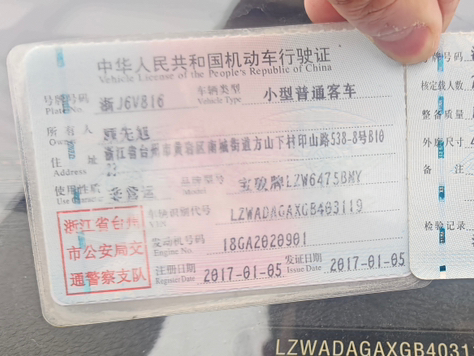 中华人民共和国机动车行驶证
Vehicle License of the People's Republic of China
号牌号码 浙J6V816 车辆类型 小型普通客车
Plate No. Vehicle Type
所有人
Owner
住址 浙江省台州市黄岩区南城街道方山下村印山路538-8号B10
Address
使用性质 非营运 品牌型号 宝骏牌LZW6475BMY
Use Model
车辆识别代号 LZWADAGAXGB403119
VIN
发动机号码 18GA2020901
Engine No.
注册日期 2017-01-05 发证日期 2017-01-05
Register Date Issue Date
浙江省台州
市公安局交
通警察支队
号牌
核定载人数
整备质量
外廓尺寸
备注
检验记录
LZWADAGAXGB4031